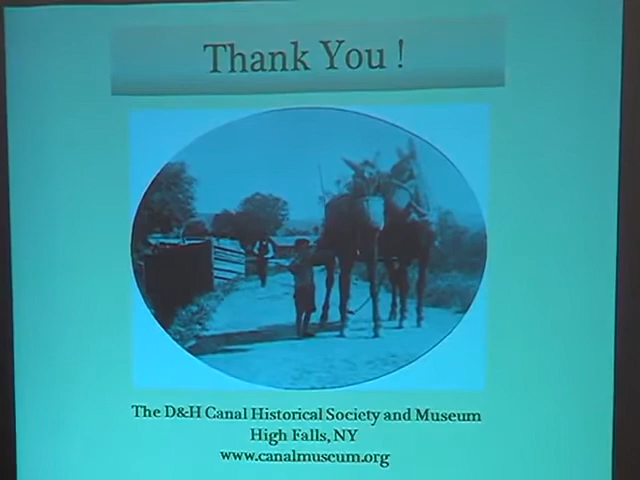 Thank You !
The D&H Canal Historical Society and Museum
High Falls, NY
www.canalmuseum.org